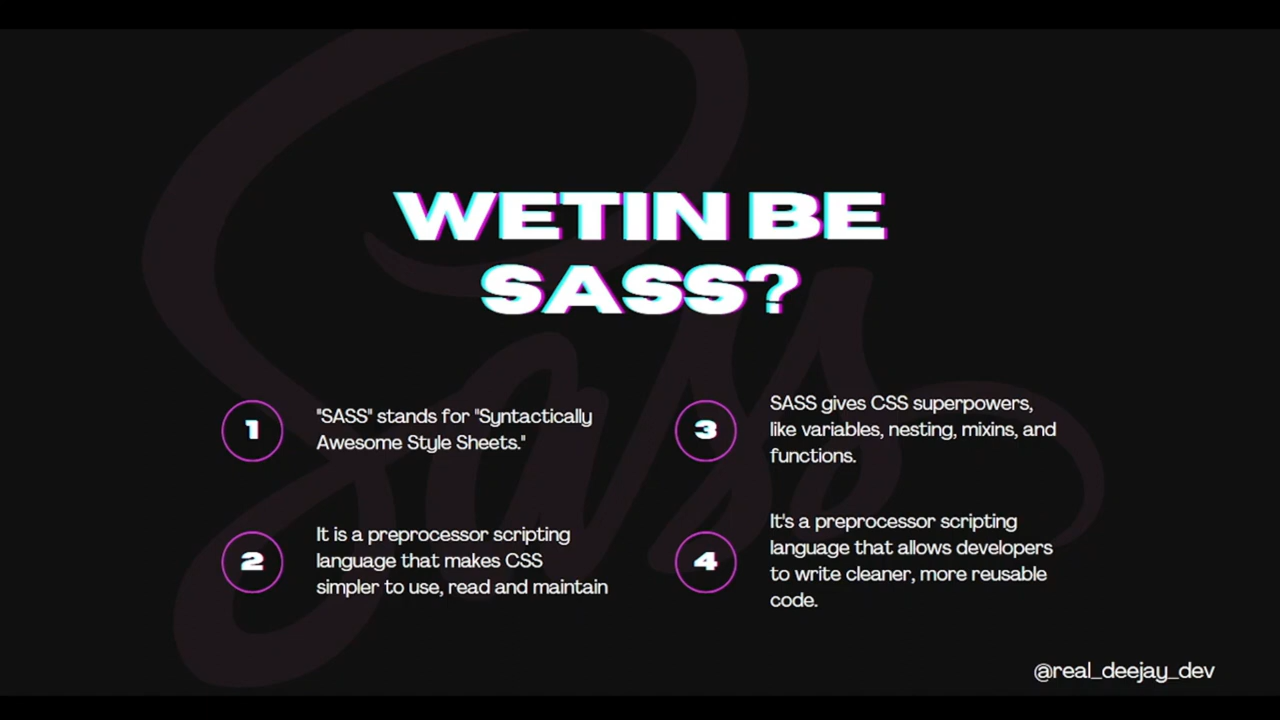 WETIN BE
SASS?
1
"SASS" stands for "Syntactically
Awesome Style Sheets."
2
It is a preprocessor scripting
language that makes CSS
simpler to use, read and maintain
3
SASS gives CSS superpowers,
like variables, nesting, mixins, and
functions.
4
It's a preprocessor scripting
language that allows developers
to write cleaner, more reusable
code.
@real_deejay_dev
Sass